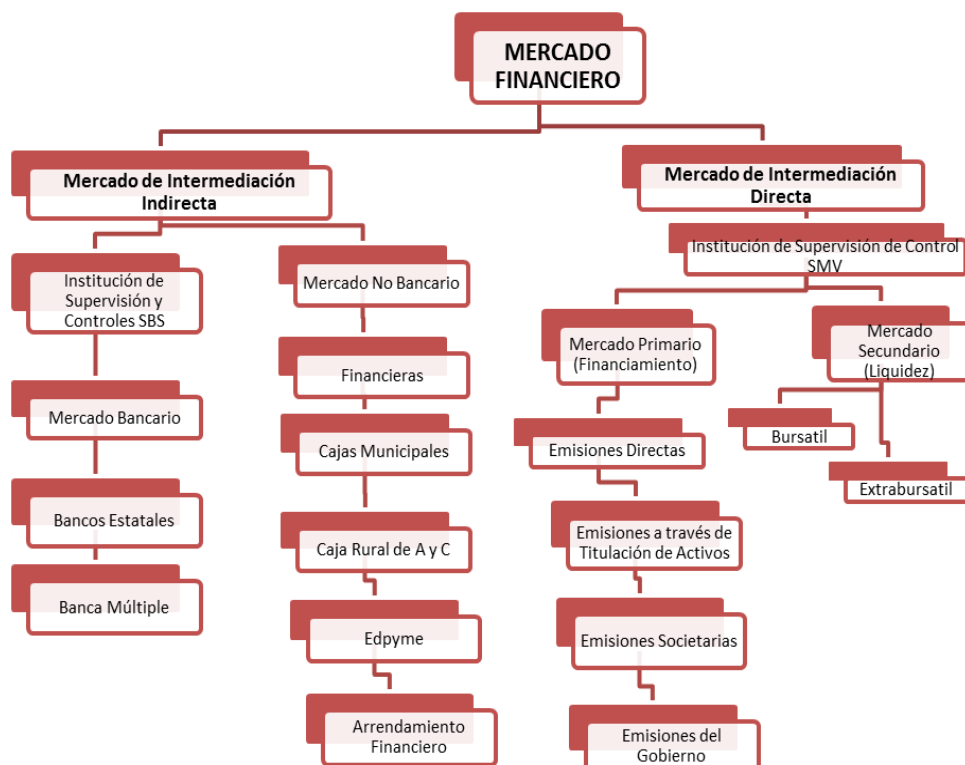 MERCADO
FINANCIERO
Mercado de Intermediación
Indirecta
Institución de
Supervisión y
Controles SBS
Mercado Bancario
Bancos Estatales
Banca Múltiple
Mercado No Bancario
Financieras
Cajas Municipales
Caja Rural de A y C
Edpyme
Arrendamiento
Financiero
Mercado de Intermediación
Directa
Institución de Supervisión de Control
SMV
Mercado Primario
(Financiamiento)
Emisiones Directas
Emisiones a través de
Titulación de Activos
Emisiones Societarias
Emisiones del
Gobierno
Mercado
Secundario
(Liquidez)
Bursatil
Extrabursatil